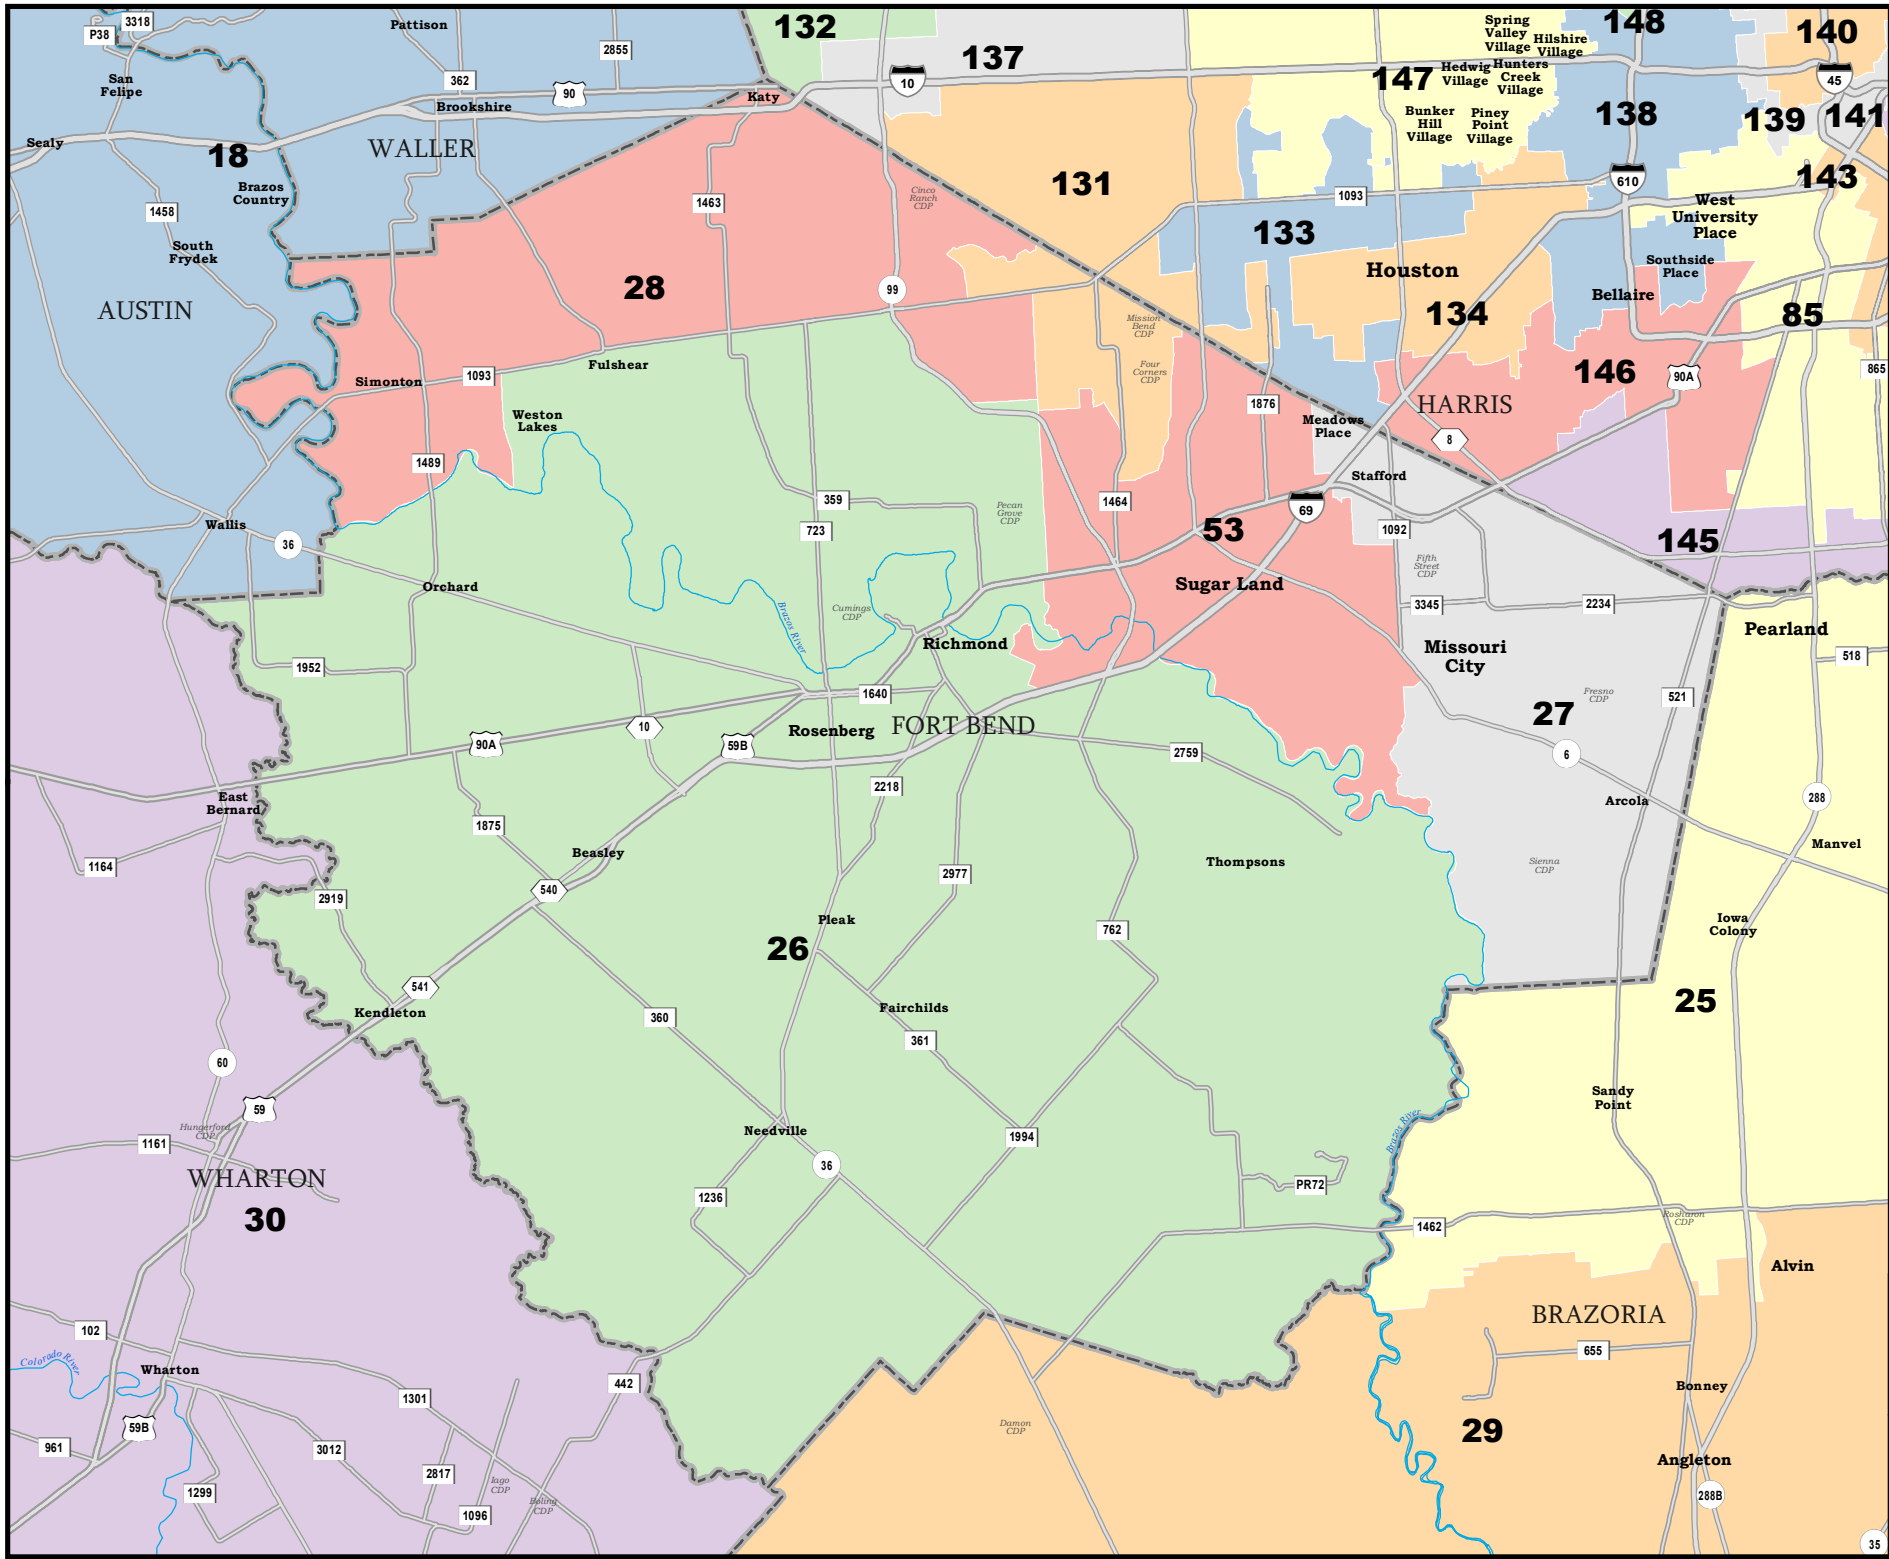 3318
P38
Pattison
132
137
Spring
Valley
Village
Hilshire
Village
148
140
2855
San
Felipe
362
90
Katy
10
147
Hedwig
Village
Hunters
Creek
Village
45
Brookshire
Bunker
Hill
Village
Piney
Point
Village
138
139
141
Sealy
18
WALLER
Brazos
Country
1463
Cinco
Ranch
CDP
131
1093
610
143
West
University
Place
1458
South
Frydek
133
Houston
Southside
Place
AUSTIN
28
99
Bellaire
134
85
Mission
Bend
CDP
Four
Corners
CDP
Simonton
1093
Fulshear
146
90A
865
HARRIS
1876
Weston
Lakes
Meadows
Place
8
1489
Stafford
359
1464
69
Pecan
Grove
CDP
Wallis
723
53
1092
36
145
Fifth
Street
CDP
Orchard
Sugar Land
Brazos River
Cumings
CDP
3345
2234
Richmond
Missouri
City
Pearland
518
1952
1640
Fresno
CDP
521
10
Rosenberg
FORT BEND
27
90A
59B
2759
6
2218
288
East
Bernard
Arcola
1875
Manvel
Beasley
Thompsons
Sienna
CDP
1164
540
2977
2919
Pleak
762
Iowa
Colony
26
541
25
Kendleton
360
Fairchilds
361
60
Sandy
Point
59
Hungerford
CDP
Needville
1994
Brazos River
1161
36
WHARTON
1236
PR72
30
1462
Rosharon
CDP
Alvin
BRAZORIA
102
655
Colorado River
Wharton
442
Bonney
1301
59B
Damon
CDP
29
961
3012
Angleton
2817
Iago
CDP
1299
Boling
CDP
288B
1096
35